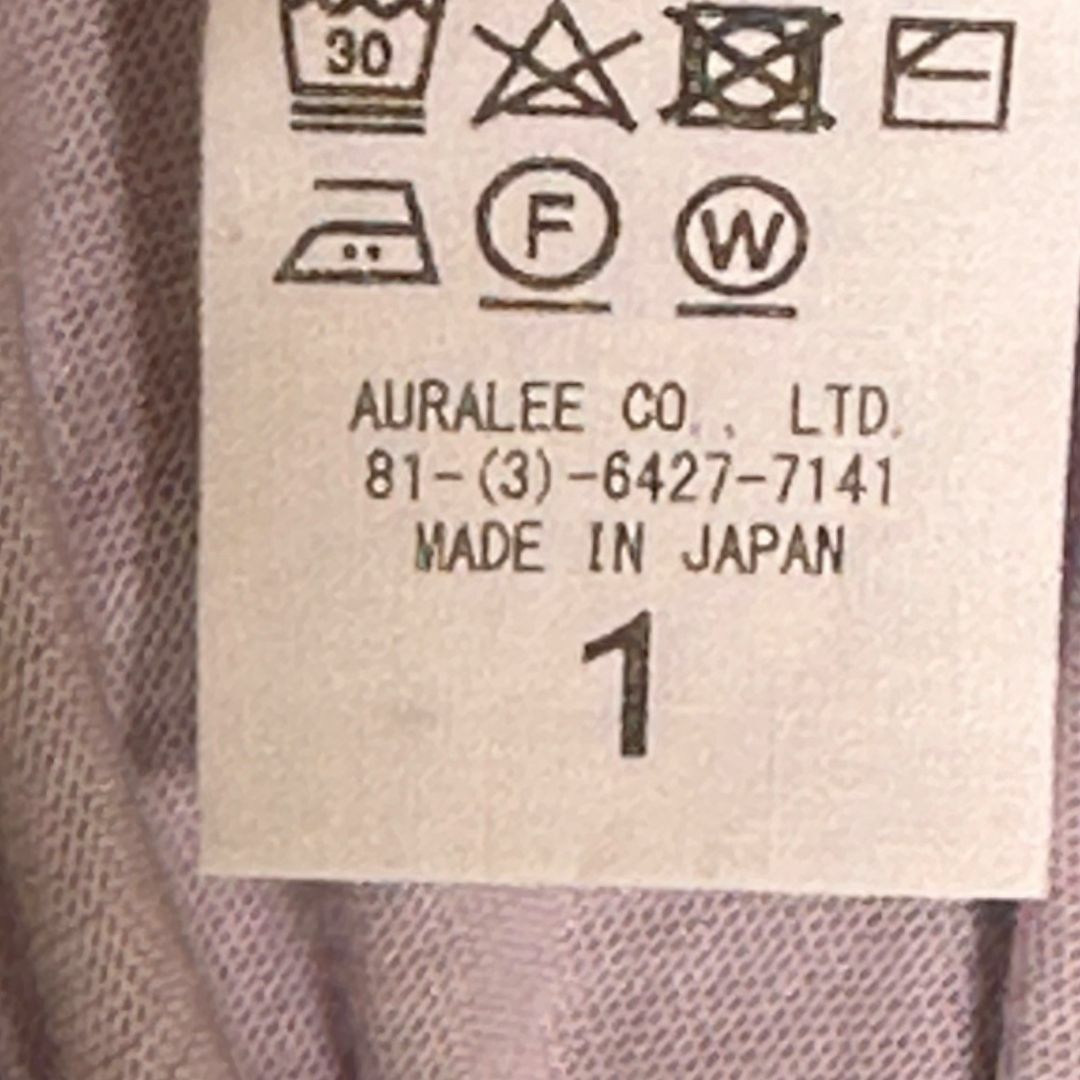 30
F W
AURALEE CO., LTD.
81-(3)-6427-7141
MADE IN JAPAN
1